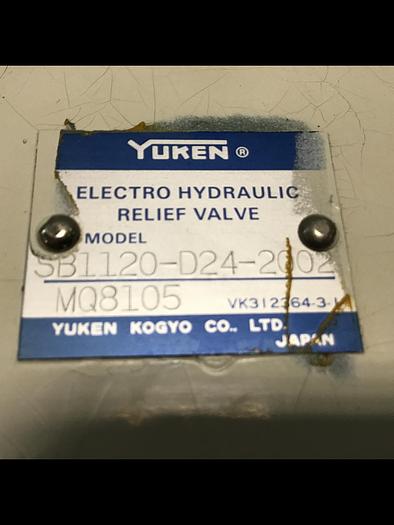 YUKEN ®
ELECTRO HYDRAULIC
RELIEF VALVE
MODEL
SB1120-D24-2002
MQ8105
YUKEN KOGYO CO., LTD.
JAPAN